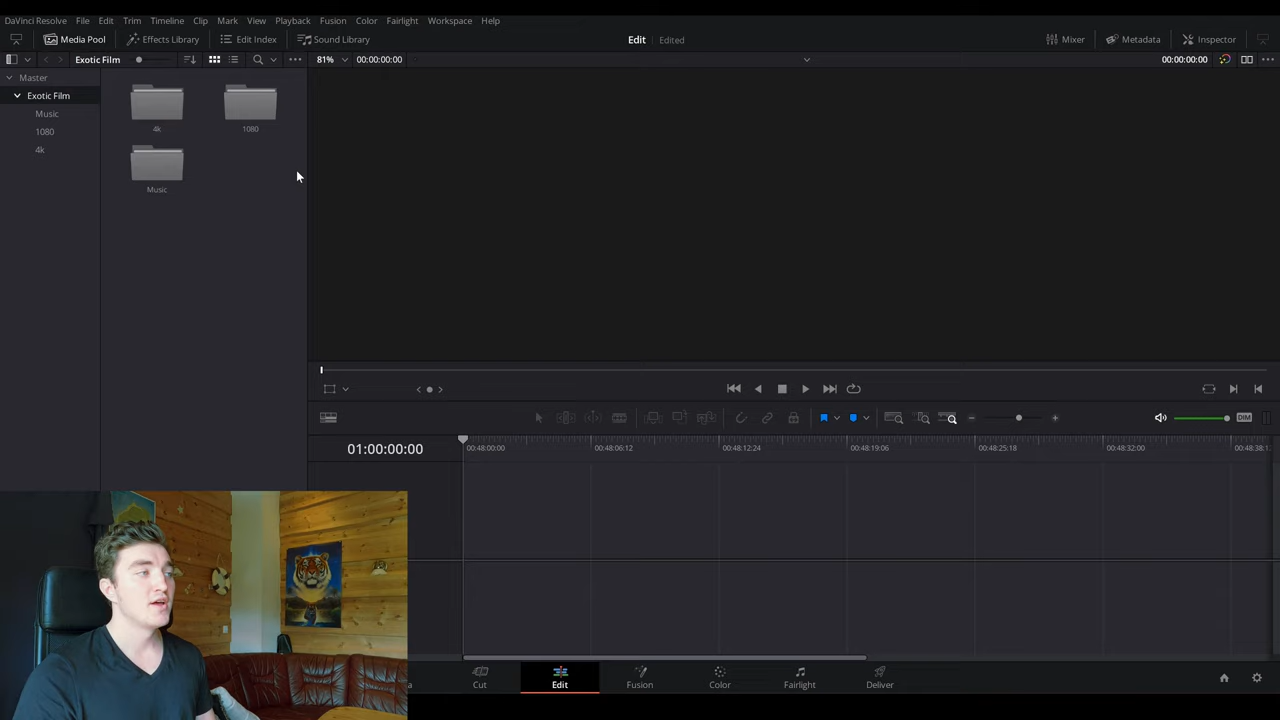 DaVinci Resolve File Edit Trim Timeline Clip Mark View Playback Fusion Color Fairlight Workspace Help
Media Pool Effects Library Edit Index Sound Library Edit Edited Mixer Metadata Inspector
Exotic Film 81% 00:00:00:00 00:00:00:00
Master
Exotic Film
Music
1080
4k
4k 1080
Music
DIM
01:00:00:00 00:48:00:00 00:48:06:12 00:48:12:24 00:48:19:06 00:48:25:18 00:48:32:00
Cut Edit Fusion Color Fairlight Deliver